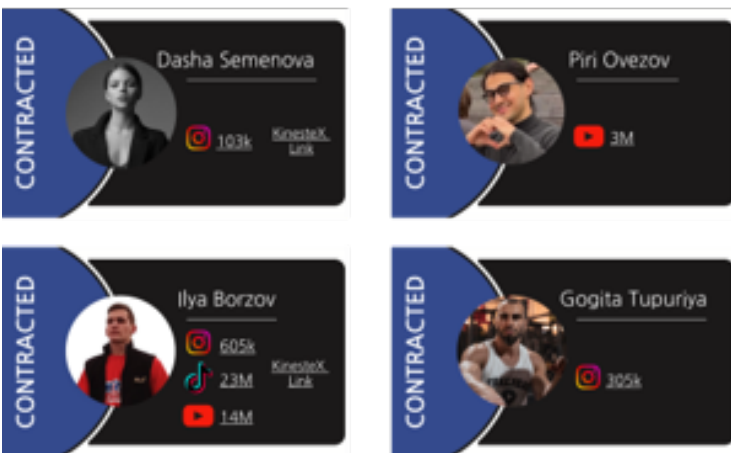 CONTRACTED
Dasha Semenova
103k
KinesteX
Link
CONTRACTED
Piri Ovezov
3M
CONTRACTED
Ilya Borzov
605k
23M
KinesteX
Link
14M
CONTRACTED
Gogita Tupuriya
305k